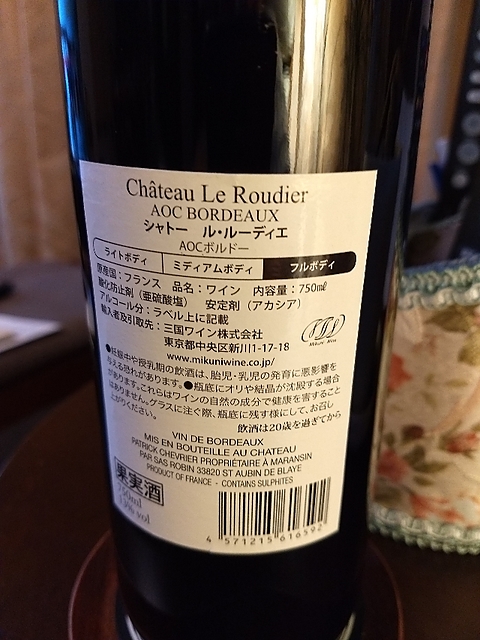 Château Le Roudier
AOC BORDEAUX
シャトー ル・ルーディエ
AOCボルドー
ライトボディ ミディアムボディ フルボディ
原産国：フランス 品名：ワイン 内容量：750㎖
酸化防止剤（亜硫酸塩） 安定剤（アカシア）
アルコール分：ラベル上に記載
輸入者及引取先：三国ワイン株式会社
東京都中央区新川1-17-18
www.mikuniwine.co.jp/
Mikuni Wine
●妊娠中や授乳期の飲酒は、胎児・乳児の発育に悪影響を
与える恐れがあります。●瓶底にオリや結晶が沈殿する場合
がありますが、これらはワインの自然の成分で健康を害すること
はありません。グラスに注ぐ際、瓶底に残す様にして、お召し
上がりください。
飲酒は20歳を過ぎてから
VIN DE BORDEAUX
MIS EN BOUTEILLE AU CHATEAU
PATRICK CHEVRIER PROPRIÉTAIRE À MARANSIN
PAR SAS ROBIN 33820 ST AUBIN DE BLAYE
PRODUCT OF FRANCE - CONTAINS SULPHITES
果実酒
750ml
% vol
4 571215 616592